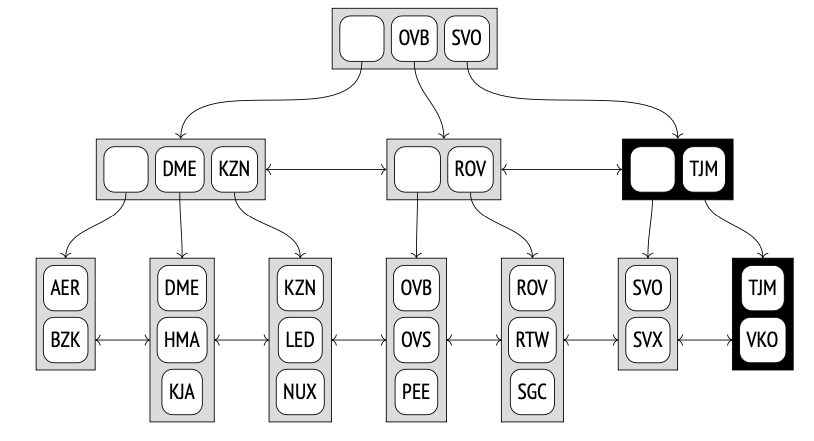 OVB SVO
DME KZN
ROV
TJM
AER DME KZN OVB ROV SVO TJM
BZK HMA LED OVS RTW SVX VKO
KJA NUX PEE SGC